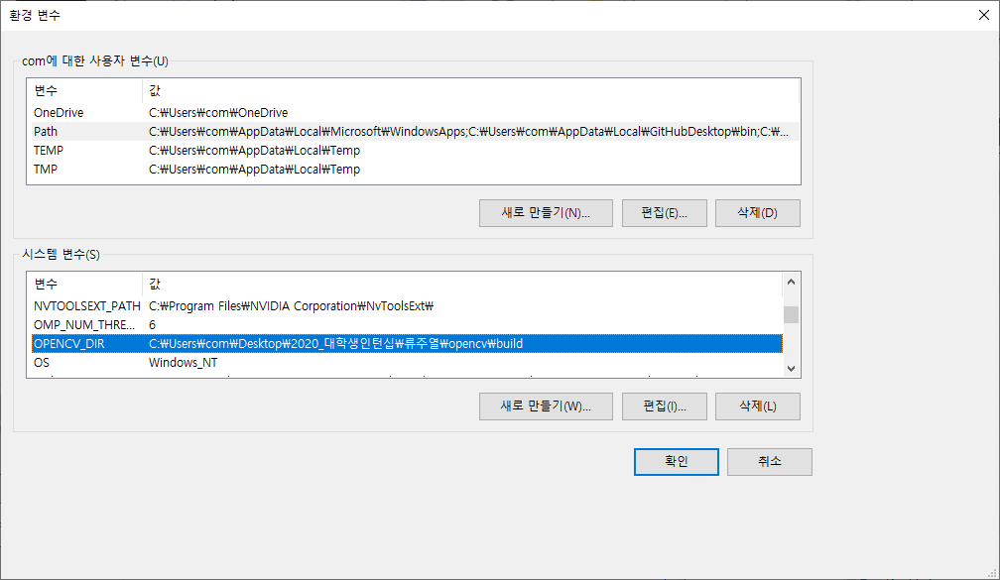 환경 변수
com에 대한 사용자 변수(U)
변수 값
OneDrive C:₩Users₩com₩OneDrive
Path C:₩Users₩com₩AppData₩Local₩Microsoft₩WindowsApps;C:₩Users₩com₩AppData₩Local₩GitHubDesktop₩bin;C:₩...
TEMP C:₩Users₩com₩AppData₩Local₩Temp
TMP C:₩Users₩com₩AppData₩Local₩Temp
새로 만들기(N)... 편집(E)... 삭제(D)
시스템 변수(S)
변수 값
NVTOOLSEXT_PATH C:₩Program Files₩NVIDIA Corporation₩NvToolsExt₩
OMP_NUM_THRE... 6
OPENCV_DIR C:₩Users₩com₩Desktop₩2020_대학생인턴십₩류주열₩opencv₩build
OS Windows_NT
새로 만들기(W)... 편집(I)... 삭제(L)
확인 취소